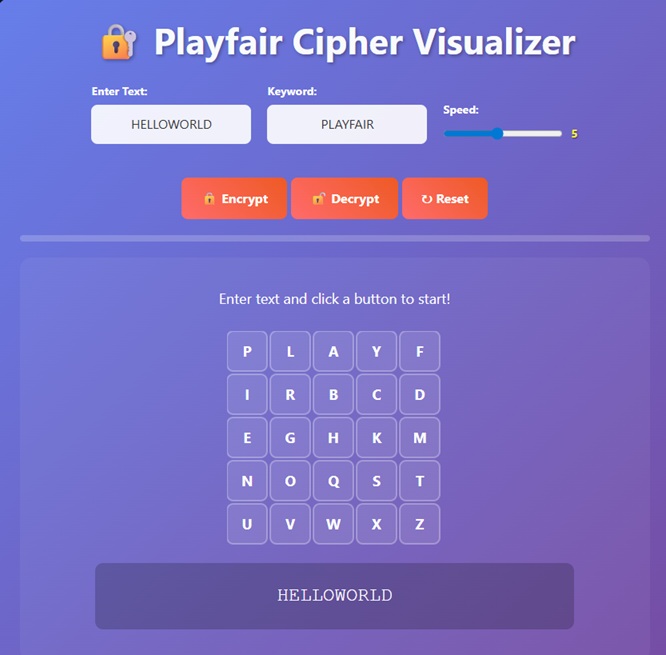 🔐 Playfair Cipher Visualizer
Enter Text: Keyword:
Speed:
HELLOWORLD PLAYFAIR 5
🔒 Encrypt 🔓 Decrypt ↻ Reset
Enter text and click a button to start!
P L A Y F
I R B C D
E G H K M
N O Q S T
U V W X Z
HELLOWORLD